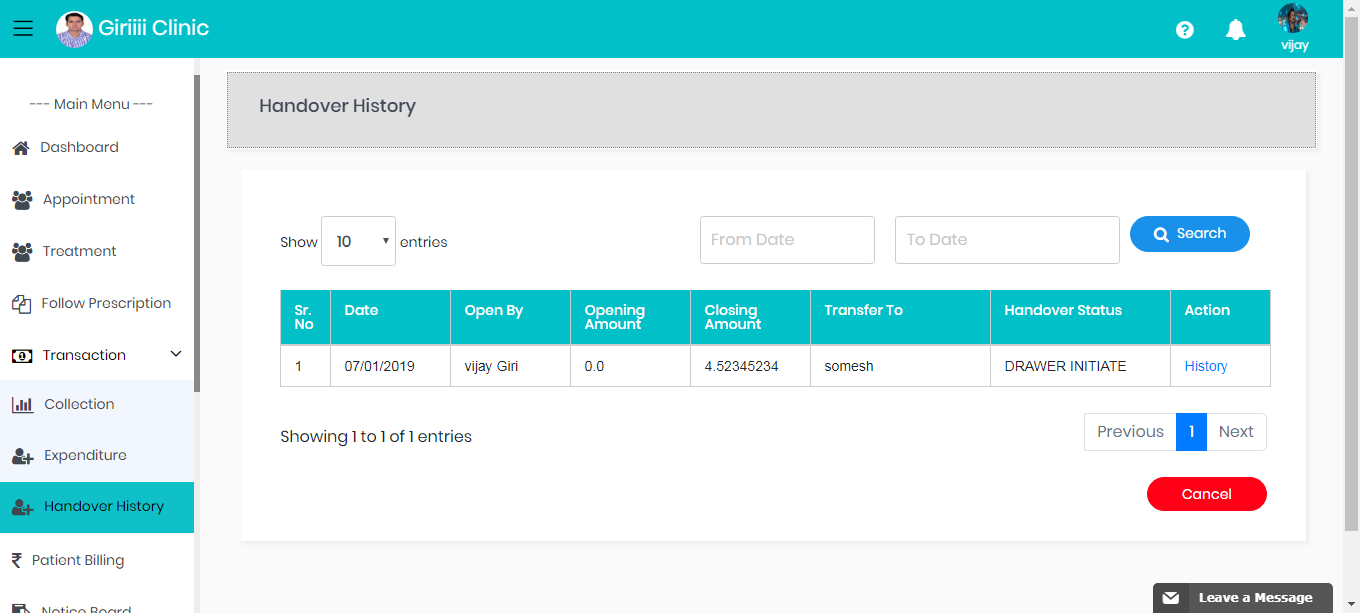 Giriiii Clinic
?
vijay
--- Main Menu ---
Dashboard
Appointment
Treatment
Follow Prescription
Transaction
Collection
Expenditure
Handover History
₹ Patient Billing
Notice Board
Handover History
Show 10 entries
From Date
To Date
Search
Sr. No
Date
Open By
Opening Amount
Closing Amount
Transfer To
Handover Status
Action
1
07/01/2019
vijay Giri
0.0
4.52345234
somesh
DRAWER INITIATE
History
Showing 1 to 1 of 1 entries
Previous 1 Next
Cancel
Leave a Message